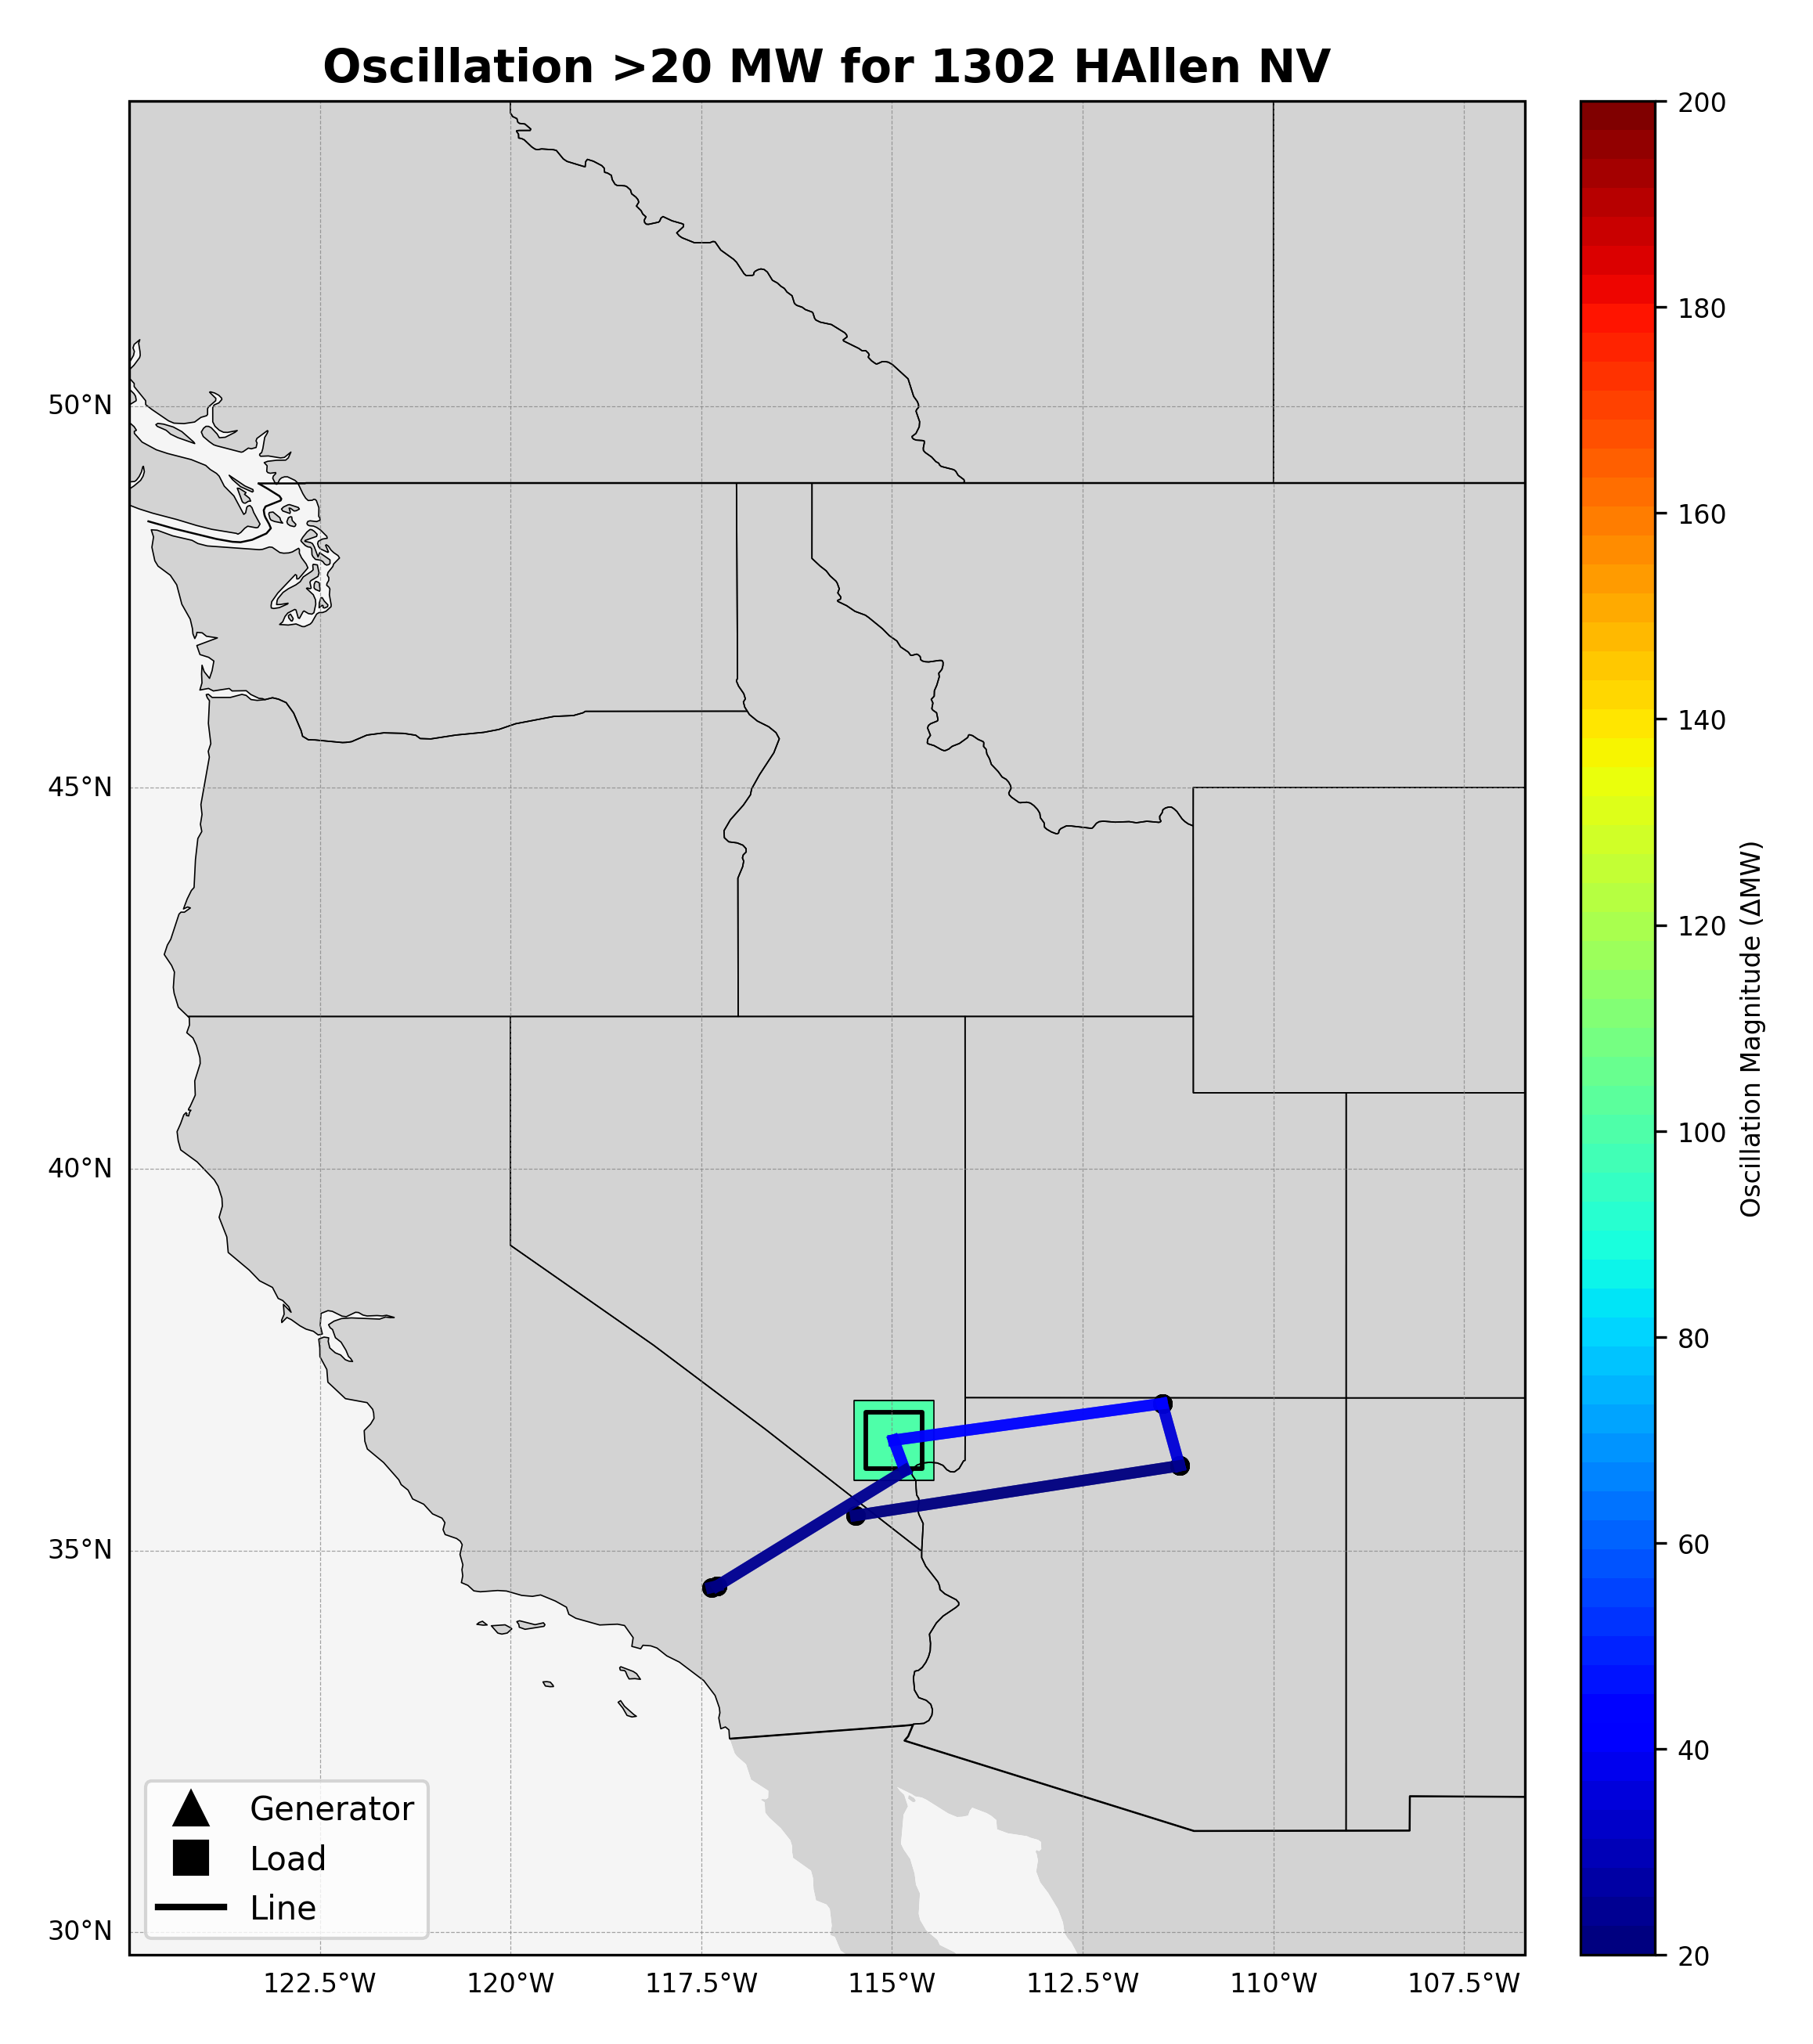 Oscillation >20 MW for 1302 HAllen NV
50°N
45°N
40°N
35°N
30°N
122.5°W
120°W
117.5°W
115°W
112.5°W
110°W
107.5°W
Generator
Load
Line
200
180
160
140
120
100
80
60
40
20
Oscillation Magnitude (ΔMW)